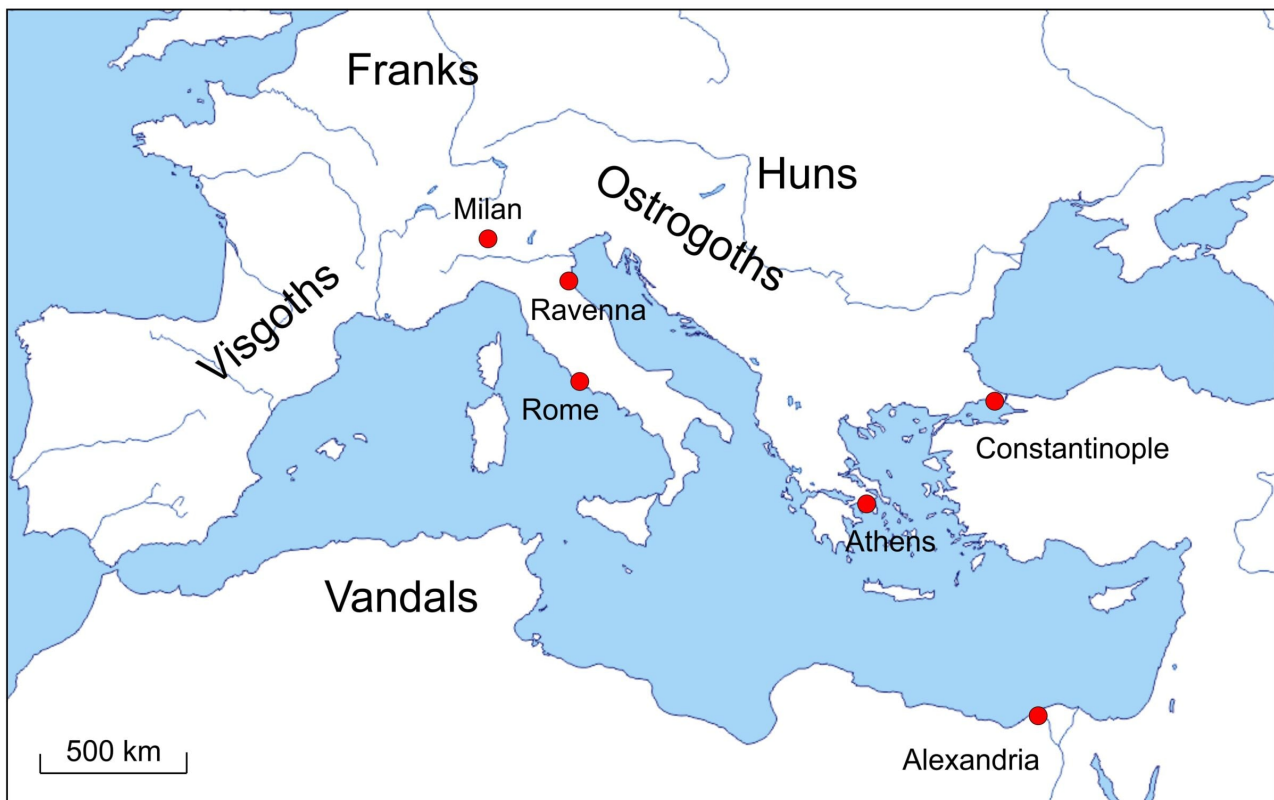 Franks
Huns
Ostrogoths
Milan
Visgoths
Ravenna
Rome
Constantinople
Athens
Vandals
500 km
Alexandria